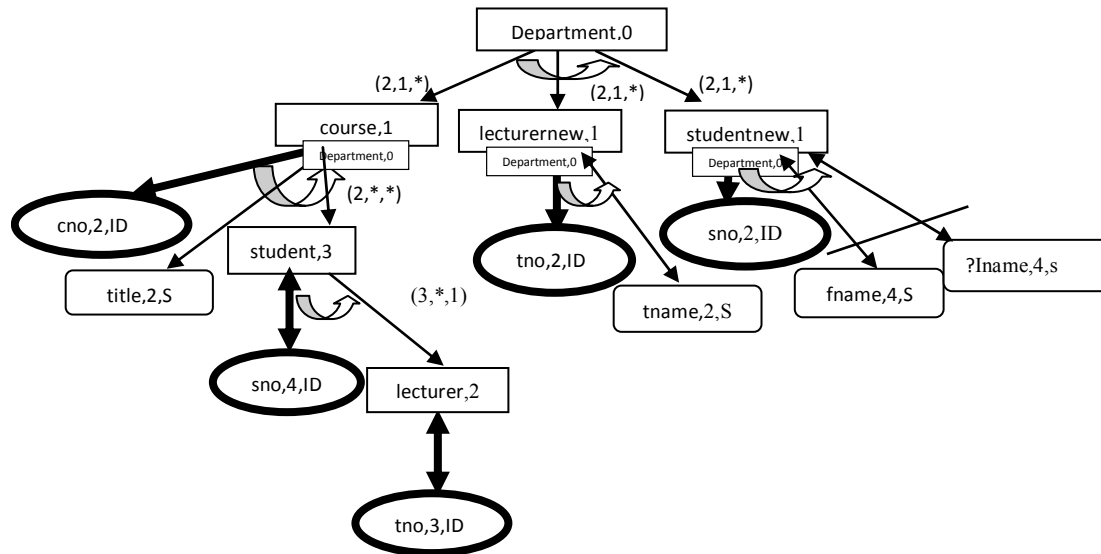 Department,0
(2,1,*)
(2,1,*)
(2,1,*)
course,1
lecturernew,1
studentnew,1
Department,0
Department,0
Department,0
(2,*,*)
cno,2,ID
student,3
tno,2,ID
sno,2,ID
?Iname,4,s
title,2,S
(3,*,1)
tname,2,S
fname,4,S
sno,4,ID
lecturer,2
tno,3,ID